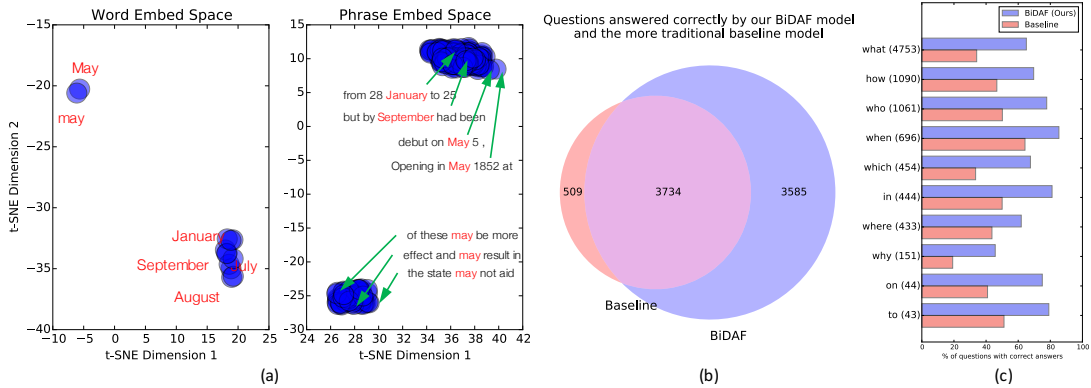 Word Embed Space
t-SNE Dimension 2
−15
−20
−25
−30
−35
−40
May
may
January
September
July
August
−10 −5 0 5 10 15 20 25
t-SNE Dimension 1
Phrase Embed Space
15
10
5
0
−5
−10
−15
−20
−25
−30
from 28 January to 25
but by September had been
debut on May 5 ,
Opening in May 1852 at
of these may be more
effect and may result in
the state may not aid
24 26 28 30 32 34 36 38 40 42
t-SNE Dimension 1
(a)
Questions answered correctly by our BiDAF model
and the more traditional baseline model
509
3734
3585
Baseline
BiDAF
(b)
BiDAF (Ours)
Baseline
what (4753)
how (1090)
who (1061)
when (696)
which (454)
in (444)
where (433)
why (151)
on (44)
to (43)
0 20 40 60 80 100
% of questions with correct answers
(c)